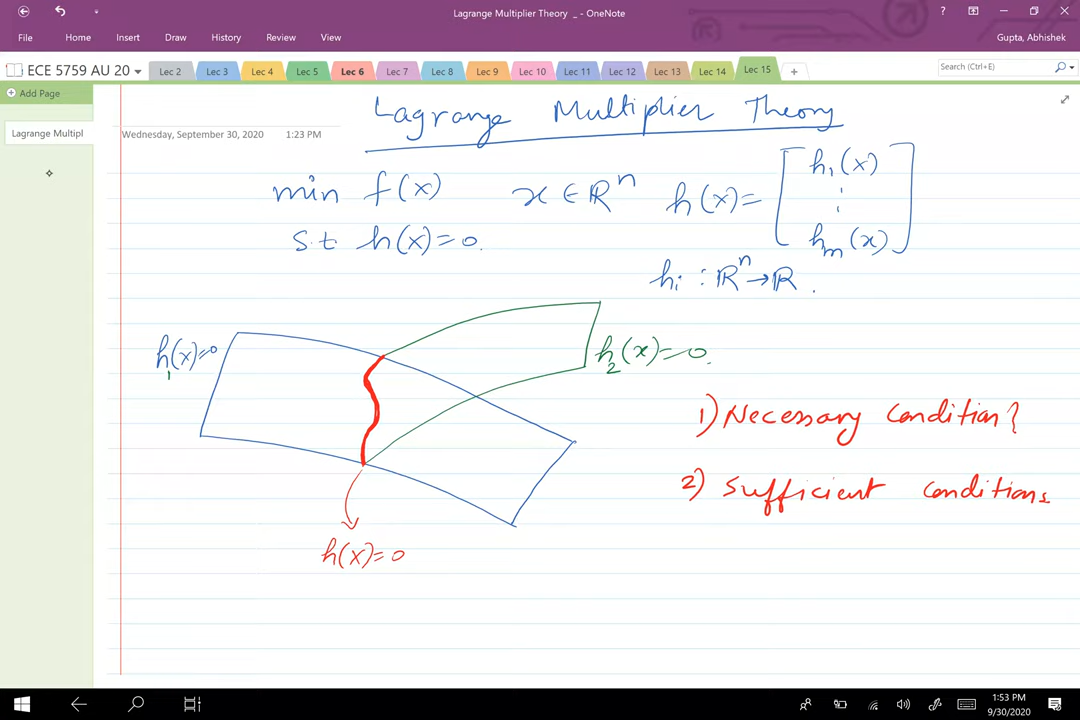 Lagrange Multiplier Theory _ - OneNote
?
File Home Insert Draw History Review View
Gupta, Abhishek
ECE 5759 AU 20
Lec 2 Lec 3 Lec 4 Lec 5 Lec 6 Lec 7 Lec 8 Lec 9 Lec 10 Lec 11 Lec 12 Lec 13 Lec 14 Lec 15 +
Search (Ctrl+E)
Add Page
Lagrange Multipl
Lagrange Multiplier Theory
Wednesday, September 30, 2020 1:23 PM
min f(x) x ∈ ℝⁿ h(x) = [h₁(x) ⋮ hₘ(x)]
s.t. h(x) = 0.
hᵢ : ℝⁿ → ℝ.
h₁(x)=0
h₂(x)=0.
1) Necessary Condition?
2) Sufficient conditions
h(x)=0
1:53 PM
9/30/2020